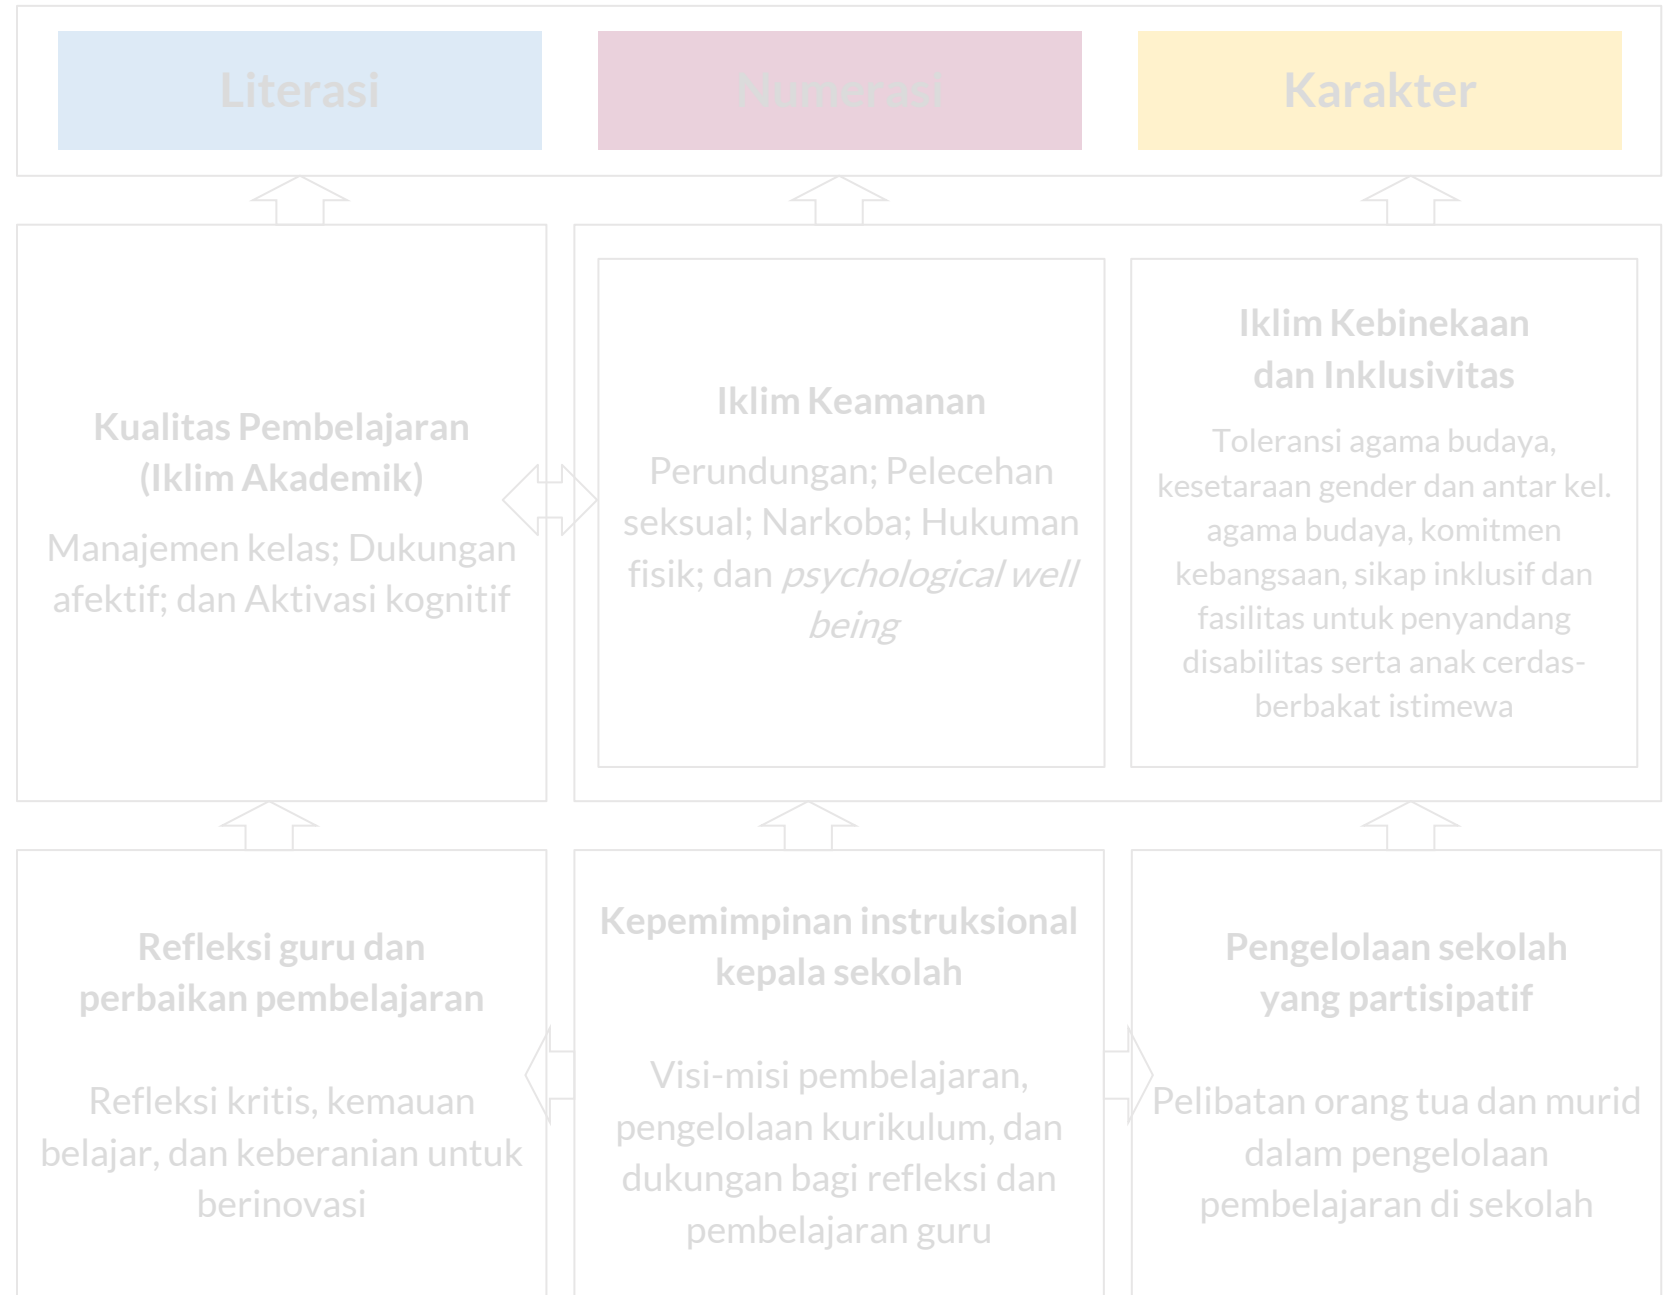 Literasi
Numerasi
Karakter
Kualitas Pembelajaran
(Iklim Akademik)
Manajemen kelas; Dukungan
afektif; dan Aktivasi kognitif
Iklim Keamanan
Perundungan; Pelecehan
seksual; Narkoba; Hukuman
fisik; dan psychological well
being
Iklim Kebinekaan
dan Inklusivitas
Toleransi agama budaya,
kesetaraan gender dan antar kel.
agama budaya, komitmen
kebangsaan, sikap inklusif dan
fasilitas untuk penyandang
disabilitas serta anak cerdas-
berbakat istimewa
Refleksi guru dan
perbaikan pembelajaran
Refleksi kritis, kemauan
belajar, dan keberanian untuk
berinovasi
Kepemimpinan instruksional
kepala sekolah
Visi-misi pembelajaran,
pengelolaan kurikulum, dan
dukungan bagi refleksi dan
pembelajaran guru
Pengelolaan sekolah
yang partisipatif
Pelibatan orang tua dan murid
dalam pengelolaan
pembelajaran di sekolah